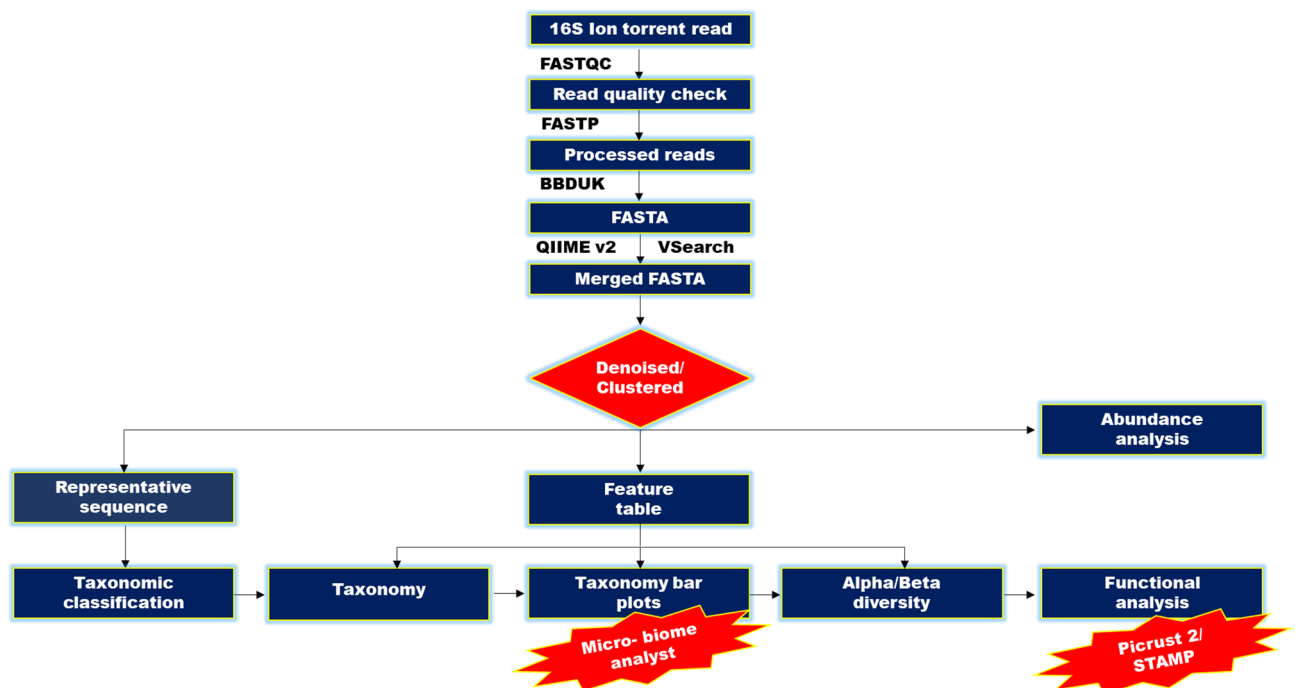 16S Ion torrent read
FASTQC
Read quality check
FASTP
Processed reads
BBDUK
FASTA
QIIME v2 VSearch
Merged FASTA
Denoised/
Clustered
Abundance
analysis
Representative
sequence
Feature
table
Taxonomic
classification
Taxonomy
Taxonomy bar
plots
Alpha/Beta
diversity
Functional
analysis
Micro- biome
analyst
Picrust 2/
STAMP